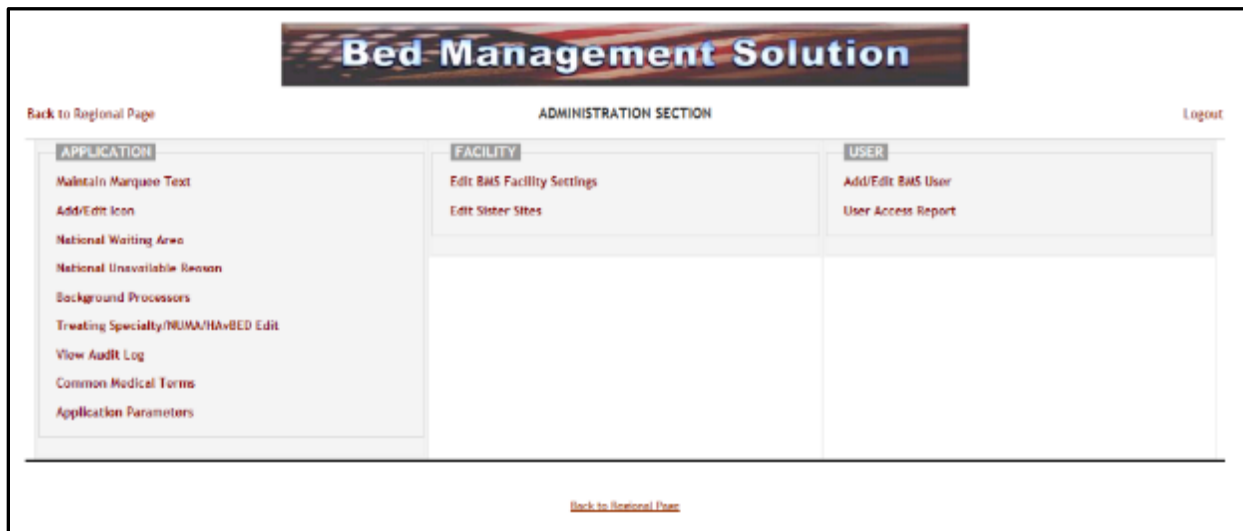 Bed Management Solution
Back to Regional Page
ADMINISTRATION SECTION
Logout
APPLICATION
Maintain Marquee Text
Add/Edit Icon
National Waiting Area
National Unavailable Reason
Background Processors
Treating Specialty/NUMA/HAvBED Edit
View Audit Log
Common Medical Terms
Application Parameters
FACILITY
Edit BMS Facility Settings
Edit Sister Sites
USER
Add/Edit BMS User
User Access Report
Back to Regional Page